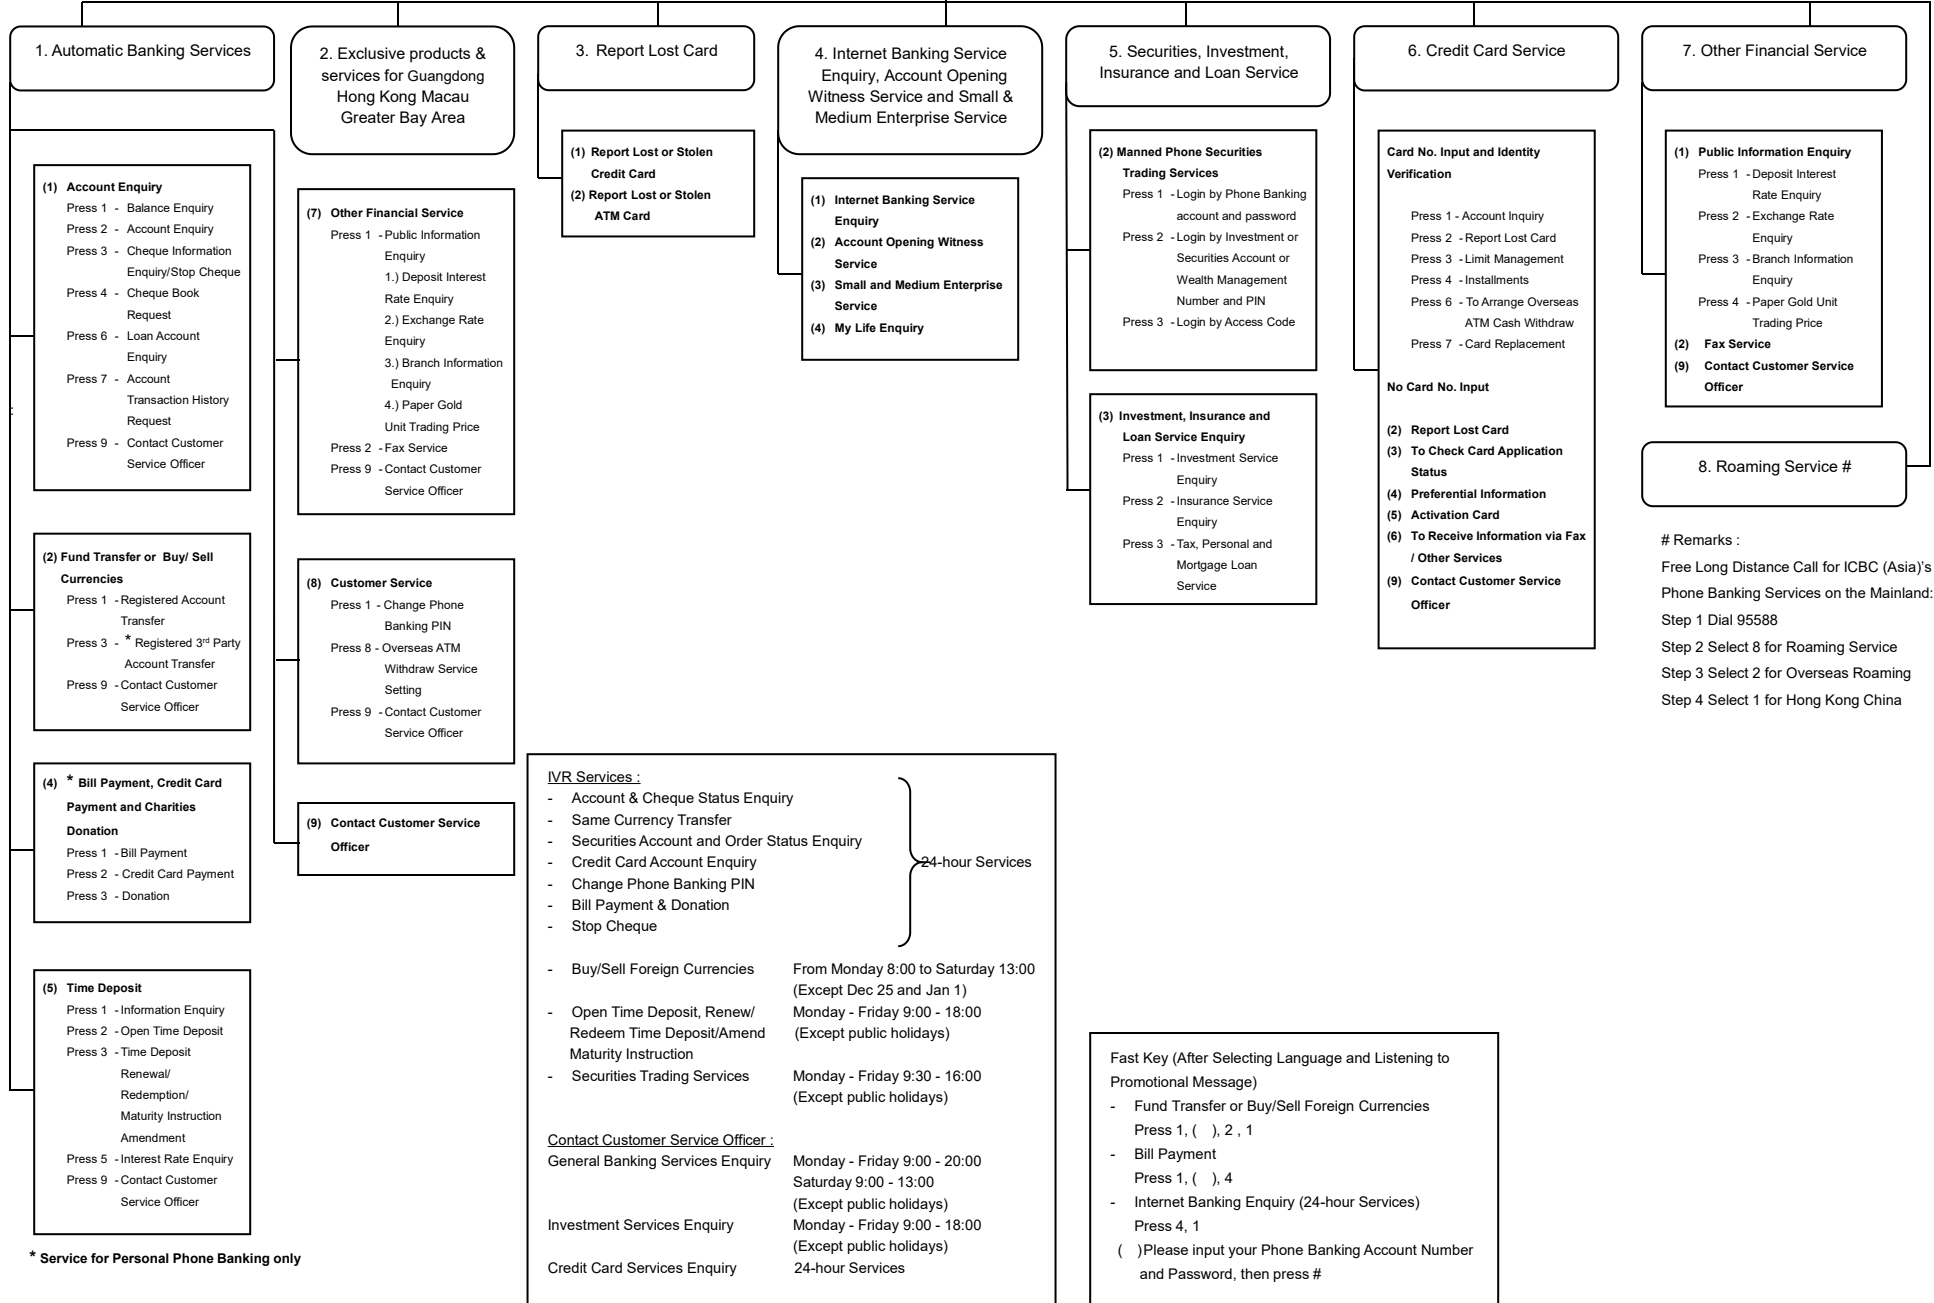 1. Automatic Banking Services
2. Exclusive products &
services for Guangdong
Hong Kong Macau
Greater Bay Area
3. Report Lost Card
4. Internet Banking Service
Enquiry, Account Opening
Witness Service and Small &
Medium Enterprise Service
5. Securities, Investment,
Insurance and Loan Service
6. Credit Card Service
7. Other Financial Service
(1) Account Enquiry
Press 1 - Balance Enquiry
Press 2 - Account Enquiry
Press 3 - Cheque Information
Enquiry/Stop Cheque
Press 4 - Cheque Book
Request
Press 6 - Loan Account
Enquiry
Press 7 - Account
Transaction History
Request
Press 9 - Contact Customer
Service Officer
:
(2) Fund Transfer or Buy/ Sell
Currencies
Press 1 - Registered Account
Transfer
Press 3 - * Registered 3rd Party
Account Transfer
Press 9 - Contact Customer
Service Officer
(4) * Bill Payment, Credit Card
Payment and Charities
Donation
Press 1 - Bill Payment
Press 2 - Credit Card Payment
Press 3 - Donation
(5) Time Deposit
Press 1 - Information Enquiry
Press 2 - Open Time Deposit
Press 3 - Time Deposit
Renewal/
Redemption/
Maturity Instruction
Amendment
Press 5 - Interest Rate Enquiry
Press 9 - Contact Customer
Service Officer
* Service for Personal Phone Banking only
(7) Other Financial Service
Press 1 - Public Information
Enquiry
1.) Deposit Interest
Rate Enquiry
2.) Exchange Rate
Enquiry
3.) Branch Information
Enquiry
4.) Paper Gold
Unit Trading Price
Press 2 - Fax Service
Press 9 - Contact Customer
Service Officer
(8) Customer Service
Press 1 - Change Phone
Banking PIN
Press 8 - Overseas ATM
Withdraw Service
Setting
Press 9 - Contact Customer
Service Officer
(9) Contact Customer Service
Officer
(1) Report Lost or Stolen
Credit Card
(2) Report Lost or Stolen
ATM Card
(1) Internet Banking Service
Enquiry
(2) Account Opening Witness
Service
(3) Small and Medium Enterprise
Service
(4) My Life Enquiry
(2) Manned Phone Securities
Trading Services
Press 1 - Login by Phone Banking
account and password
Press 2 - Login by Investment or
Securities Account or
Wealth Management
Number and PIN
Press 3 - Login by Access Code
(3) Investment, Insurance and
Loan Service Enquiry
Press 1 - Investment Service
Enquiry
Press 2 - Insurance Service
Enquiry
Press 3 - Tax, Personal and
Mortgage Loan
Service
Card No. Input and Identity
Verification
Press 1 - Account Inquiry
Press 2 - Report Lost Card
Press 3 - Limit Management
Press 4 - Installments
Press 6 - To Arrange Overseas
ATM Cash Withdraw
Press 7 - Card Replacement
No Card No. Input
(2) Report Lost Card
(3) To Check Card Application
Status
(4) Preferential Information
(5) Activation Card
(6) To Receive Information via Fax
/ Other Services
(9) Contact Customer Service
Officer
(1) Public Information Enquiry
Press 1 - Deposit Interest
Rate Enquiry
Press 2 - Exchange Rate
Enquiry
Press 3 - Branch Information
Enquiry
Press 4 - Paper Gold Unit
Trading Price
(2) Fax Service
(9) Contact Customer Service
Officer
8. Roaming Service #
# Remarks :
Free Long Distance Call for ICBC (Asia)'s
Phone Banking Services on the Mainland:
Step 1 Dial 95588
Step 2 Select 8 for Roaming Service
Step 3 Select 2 for Overseas Roaming
Step 4 Select 1 for Hong Kong China
IVR Services :
- Account & Cheque Status Enquiry
- Same Currency Transfer
- Securities Account and Order Status Enquiry
- Credit Card Account Enquiry
- Change Phone Banking PIN
- Bill Payment & Donation
- Stop Cheque
24-hour Services
- Buy/Sell Foreign Currencies From Monday 8:00 to Saturday 13:00
(Except Dec 25 and Jan 1)
- Open Time Deposit, Renew/ Monday - Friday 9:00 - 18:00
Redeem Time Deposit/Amend (Except public holidays)
Maturity Instruction
- Securities Trading Services Monday - Friday 9:30 - 16:00
(Except public holidays)
Contact Customer Service Officer :
General Banking Services Enquiry Monday - Friday 9:00 - 20:00
Saturday 9:00 - 13:00
(Except public holidays)
Investment Services Enquiry Monday - Friday 9:00 - 18:00
(Except public holidays)
Credit Card Services Enquiry 24-hour Services
Fast Key (After Selecting Language and Listening to
Promotional Message)
- Fund Transfer or Buy/Sell Foreign Currencies
Press 1, ( ), 2 , 1
- Bill Payment
Press 1, ( ), 4
- Internet Banking Enquiry (24-hour Services)
Press 4, 1
( )Please input your Phone Banking Account Number
and Password, then press #